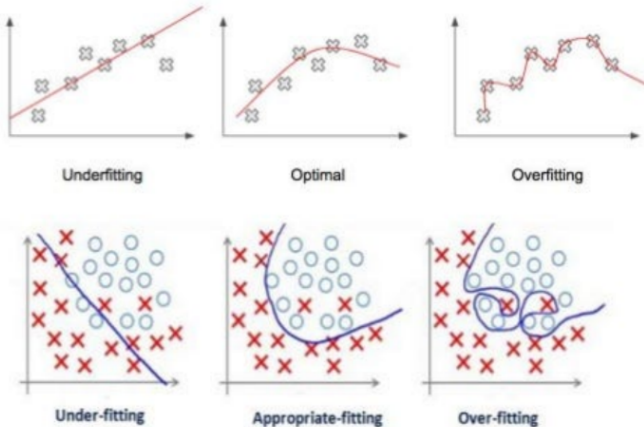 Underfitting
Optimal
Overfitting
Under-fitting
Appropriate-fitting
Over-fitting